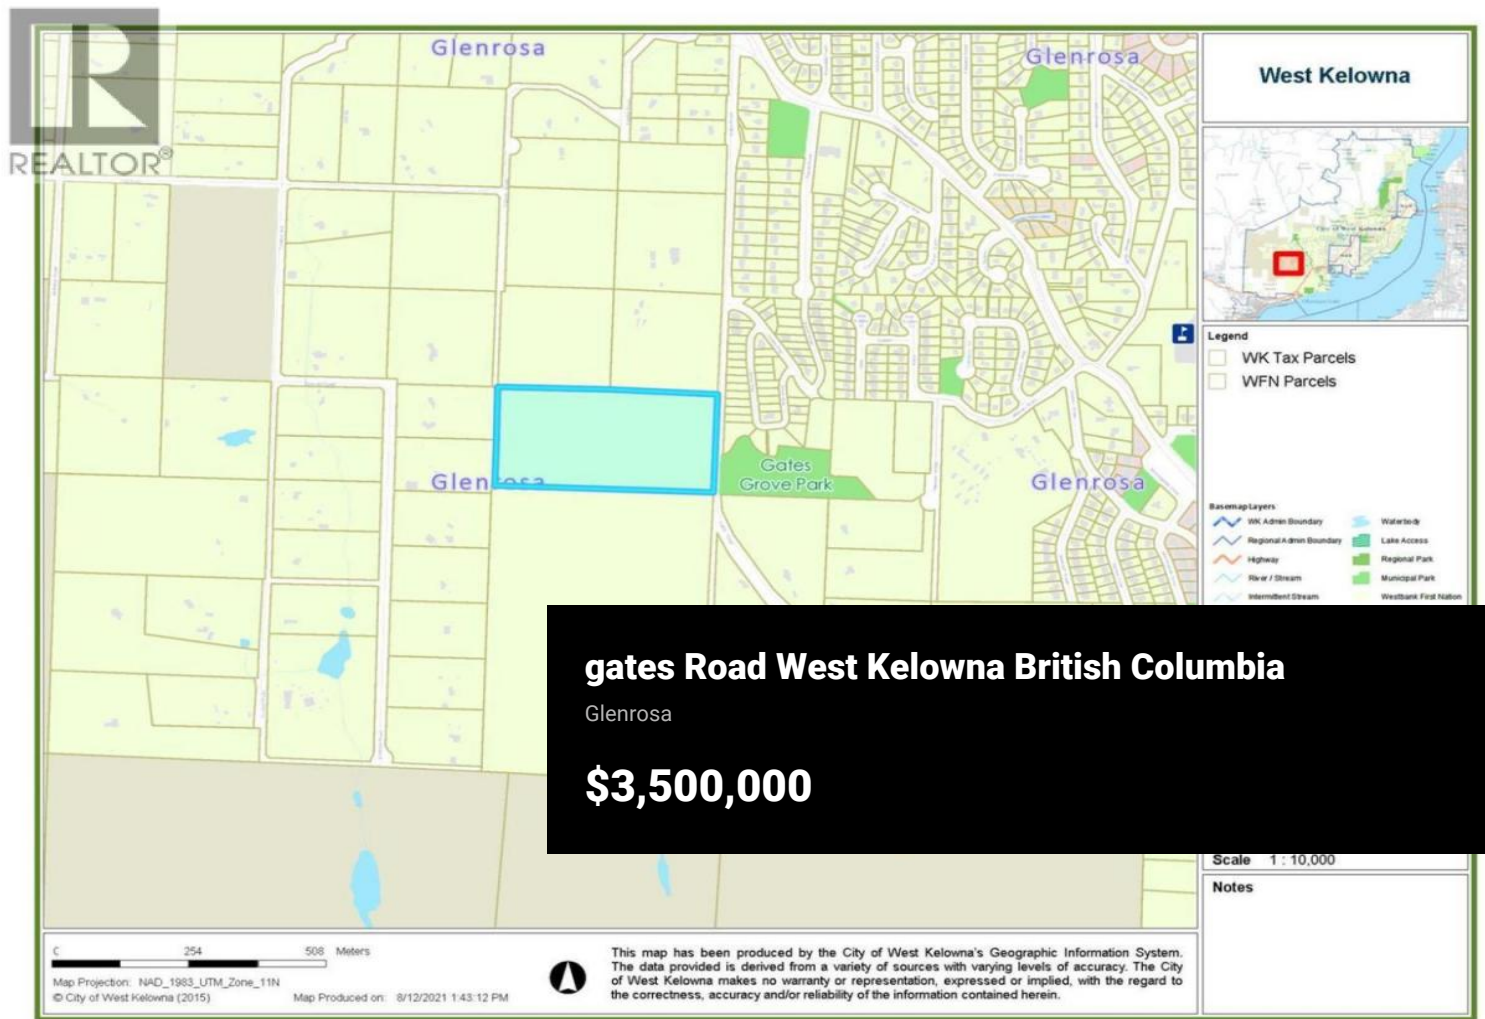 REALTOR®
Glenrosa
Glenrosa
Glenrosa
Gates
Grove Park
Glenrosa
West Kelowna
Legend
WK Tax Parcels
WFN Parcels
BasemapLayers
WK Admin Boundary
Waterbody
Regional Admin Boundary
Lake Access
Highway
Regional Park
River / Stream
Municipal Park
Intermittent Stream
Westbank First Nation
gates Road West Kelowna British Columbia
Glenrosa
$3,500,000
Scale 1 : 10,000
Notes
254 508 Meters
Map Projection: NAD_1983_UTM_Zone_11N
© City of West Kelowna (2015) Map Produced on: 8/12/2021 1:43:12 PM
This map has been produced by the City of West Kelowna's Geographic Information System.
The data provided is derived from a variety of sources with varying levels of accuracy. The City
of West Kelowna makes no warranty or representation, expressed or implied, with the regard to
the correctness, accuracy and/or reliability of the information contained herein.